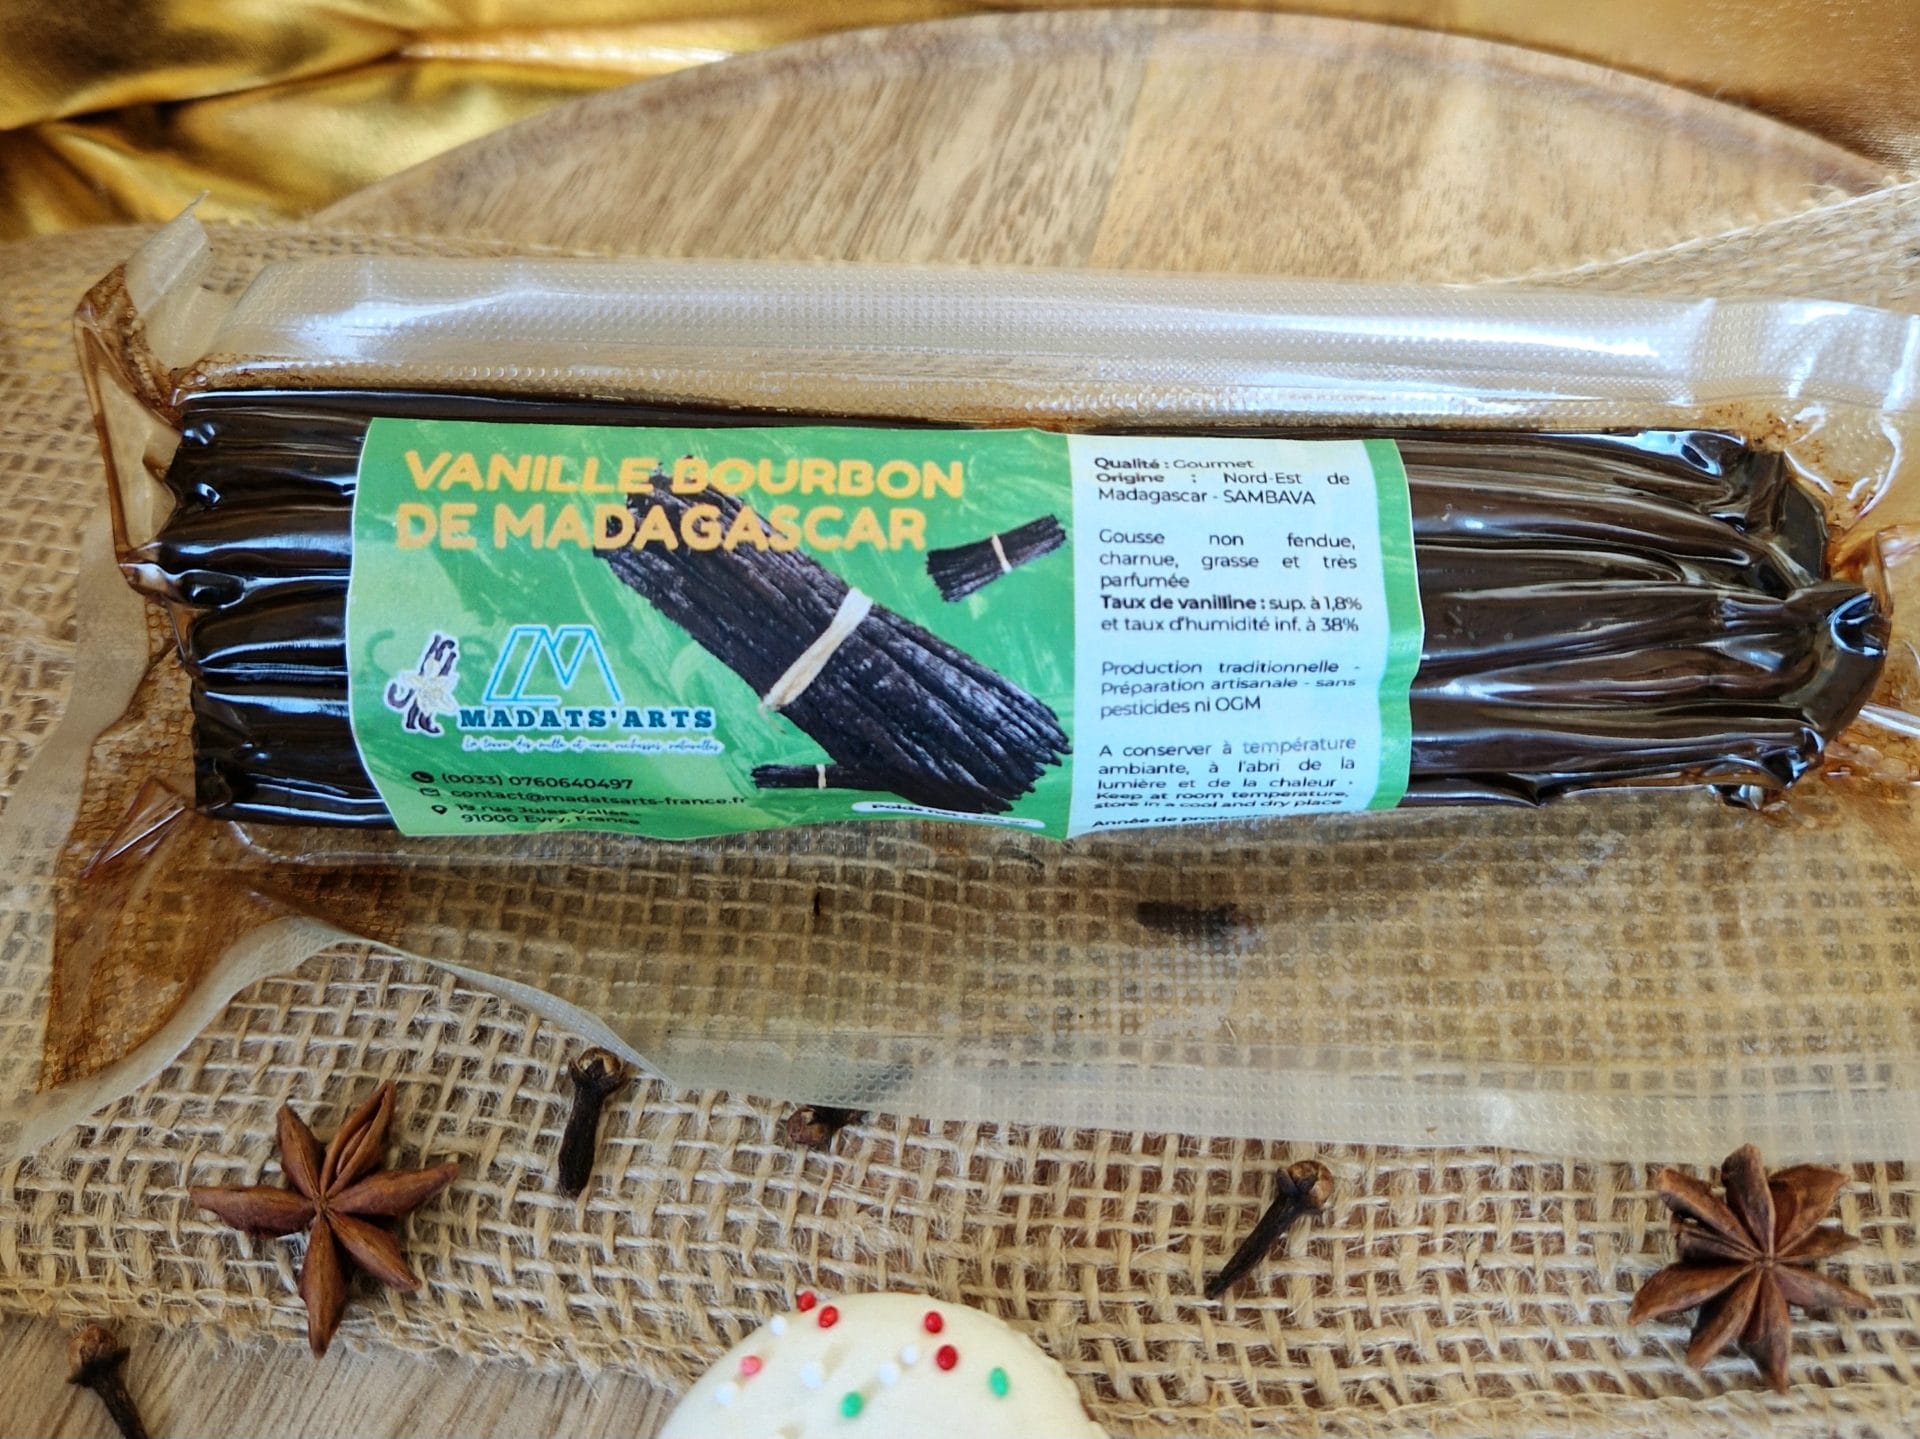 VANILLE BOURBON
DE MADAGASCAR
MADATS'ARTS
(0033) 0760640497
contact@madatsarts-france.fr
91000 Evry, France
Qualité : Gourmet
Origine : Nord-Est de
Madagascar - SAMBAVA
Gousse non fendue,
charnue, grasse et très
parfumée
Taux de vanilline : sup. à 1,8%
et taux d'humidité inf. à 38%
Production traditionnelle -
Préparation artisanale - sans
pesticides ni OGM
A conserver à température
ambiante, à l'abri de la
lumière et de la chaleur -
Keep at room temperature,
store in a cool and dry place
Année de